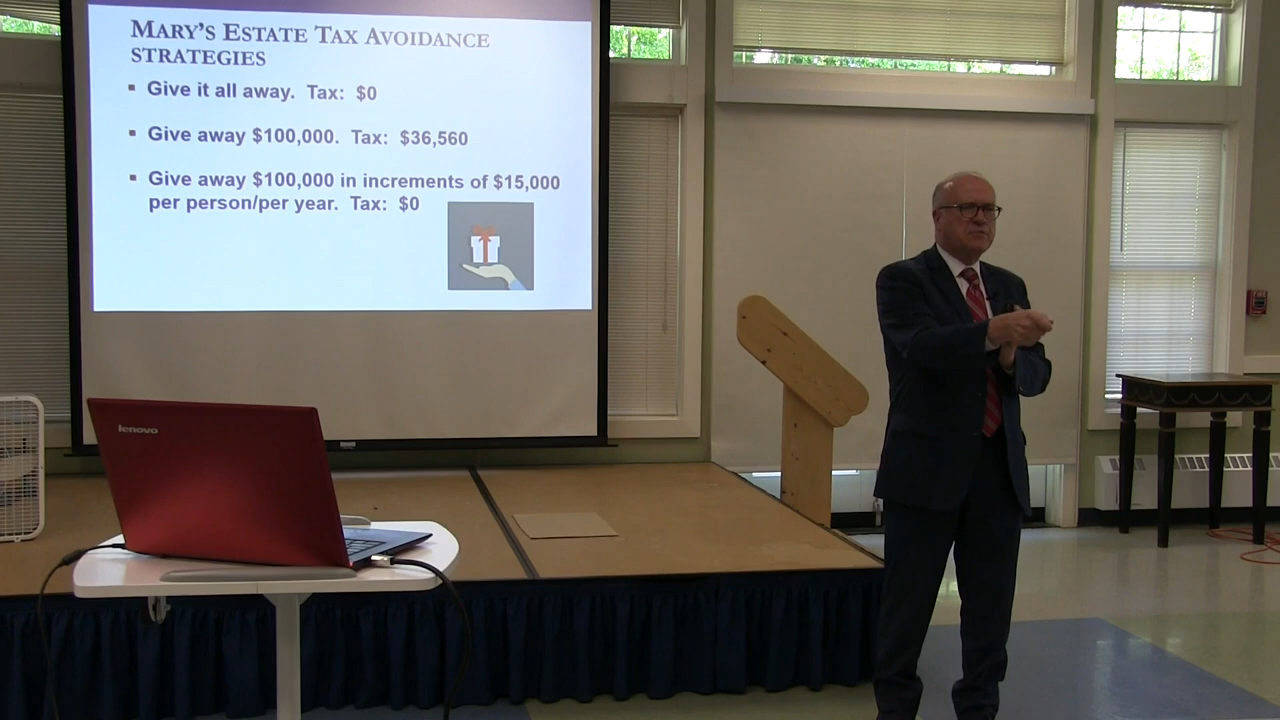 MARY'S ESTATE TAX AVOIDANCE
STRATEGIES
▪ Give it all away. Tax: $0
▪ Give away $100,000. Tax: $36,560
▪ Give away $100,000 in increments of $15,000
per person/per year. Tax: $0
lenovo